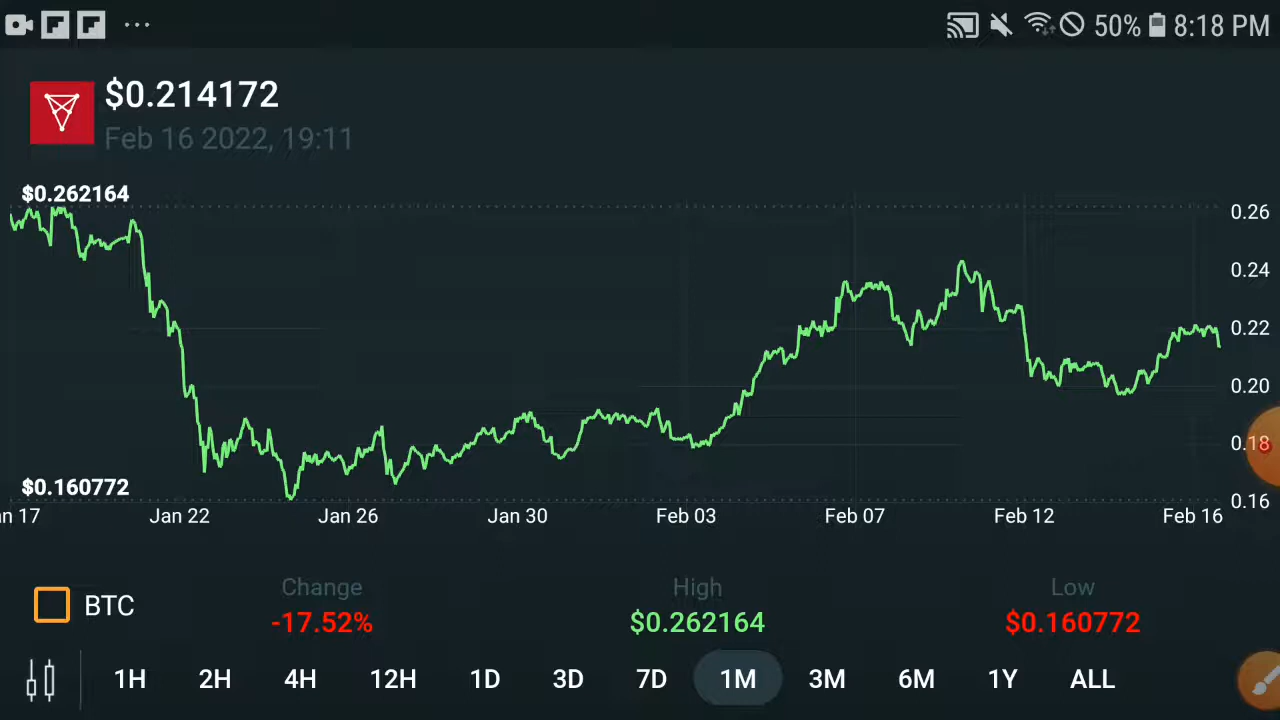 50% 8:18 PM
$0.214172
Feb 16 2022, 19:11
$0.262164
0.26
0.24
0.22
0.20
0.18
$0.160772
0.16
n 17 Jan 22 Jan 26 Jan 30 Feb 03 Feb 07 Feb 12 Feb 16
Change High Low
BTC -17.52% $0.262164 $0.160772
1H 2H 4H 12H 1D 3D 7D 1M 3M 6M 1Y ALL